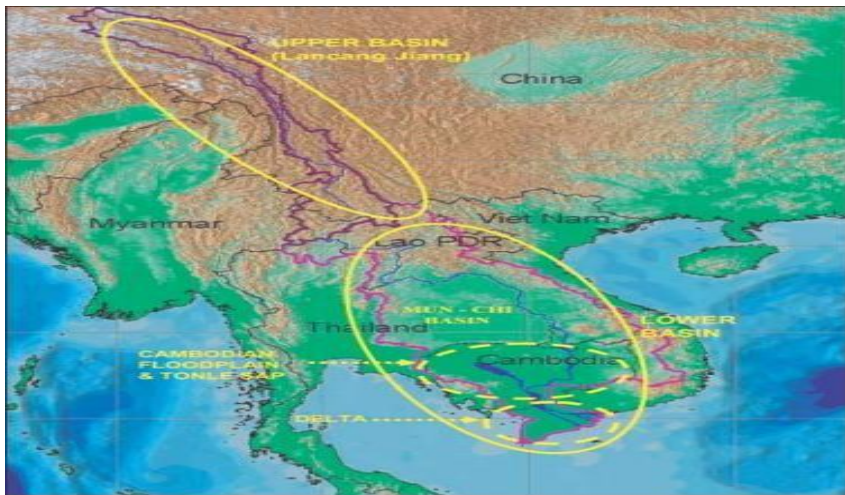 UPPER BASIN
(Lancang Jiang)
China
Myanmar
Viet Nam
Lao PDR
MUN - CHI
BASIN
LOWER
BASIN
Thailand
CAMBODIAN
FLOODPLAIN
& TONLE SAP
Cambodia
DELTA